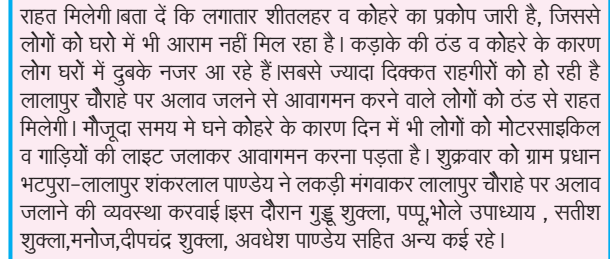 राहत मिलेगी।बता दें कि लगातार शीतलहर व कोहरे का प्रकोप जारी है, जिससे
लोगों को घरो में भी आराम नहीं मिल रहा है। कड़ाके की ठंड व कोहरे के कारण
लोग घरों में दुबके नजर आ रहे हैं।सबसे ज्यादा दिक्कत राहगीरों को हो रही है
लालापुर चौराहे पर अलाव जलने से आवागमन करने वाले लोगों को ठंड से राहत
मिलेगी। मौजूदा समय मे घने कोहरे के कारण दिन में भी लोगों को मोटरसाइकिल
व गाड़ियों की लाइट जलाकर आवागमन करना पड़ता है। शुक्रवार को ग्राम प्रधान
भटपुरा-लालापुर शंकरलाल पाण्डेय ने लकड़ी मंगवाकर लालापुर चौराहे पर अलाव
जलाने की व्यवस्था करवाई।इस दौरान गुड्डू शुक्ला, पप्पू,भोले उपाध्याय , सतीश
शुक्ला,मनोज,दीपचंद्र शुक्ला, अवधेश पाण्डेय सहित अन्य कई रहे।